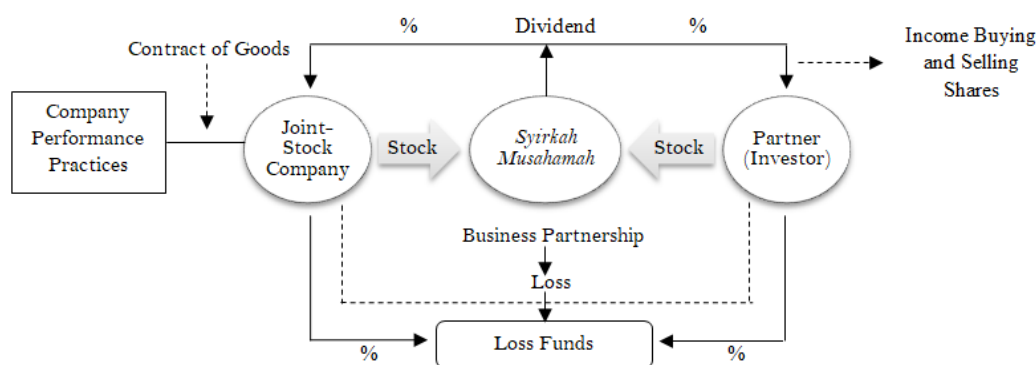 %
Dividend
%
Contract of Goods
Income Buying
and Selling
Shares
Company
Performance
Practices
Joint-
Stock
Company
Stock
Syirkah
Musahamah
Stock
Partner
(Investor)
Business Partnership
Loss
Loss Funds
%
%